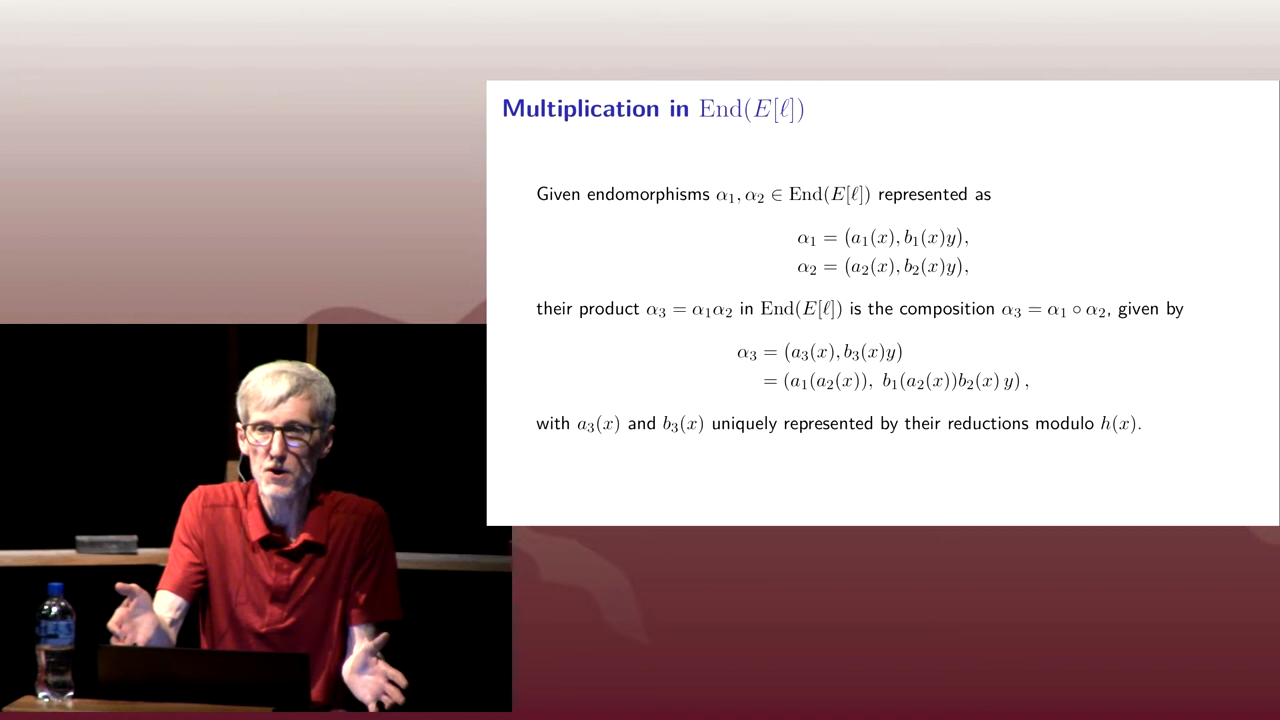 Multiplication in End(E[ℓ])
Given endomorphisms α₁, α₂ ∈ End(E[ℓ]) represented as
α₁ = (a₁(x), b₁(x)y),
α₂ = (a₂(x), b₂(x)y),
their product α₃ = α₁α₂ in End(E[ℓ]) is the composition α₃ = α₁ ∘ α₂, given by
α₃ = (a₃(x), b₃(x)y)
= (a₁(a₂(x)), b₁(a₂(x))b₂(x) y) ,
with a₃(x) and b₃(x) uniquely represented by their reductions modulo h(x).